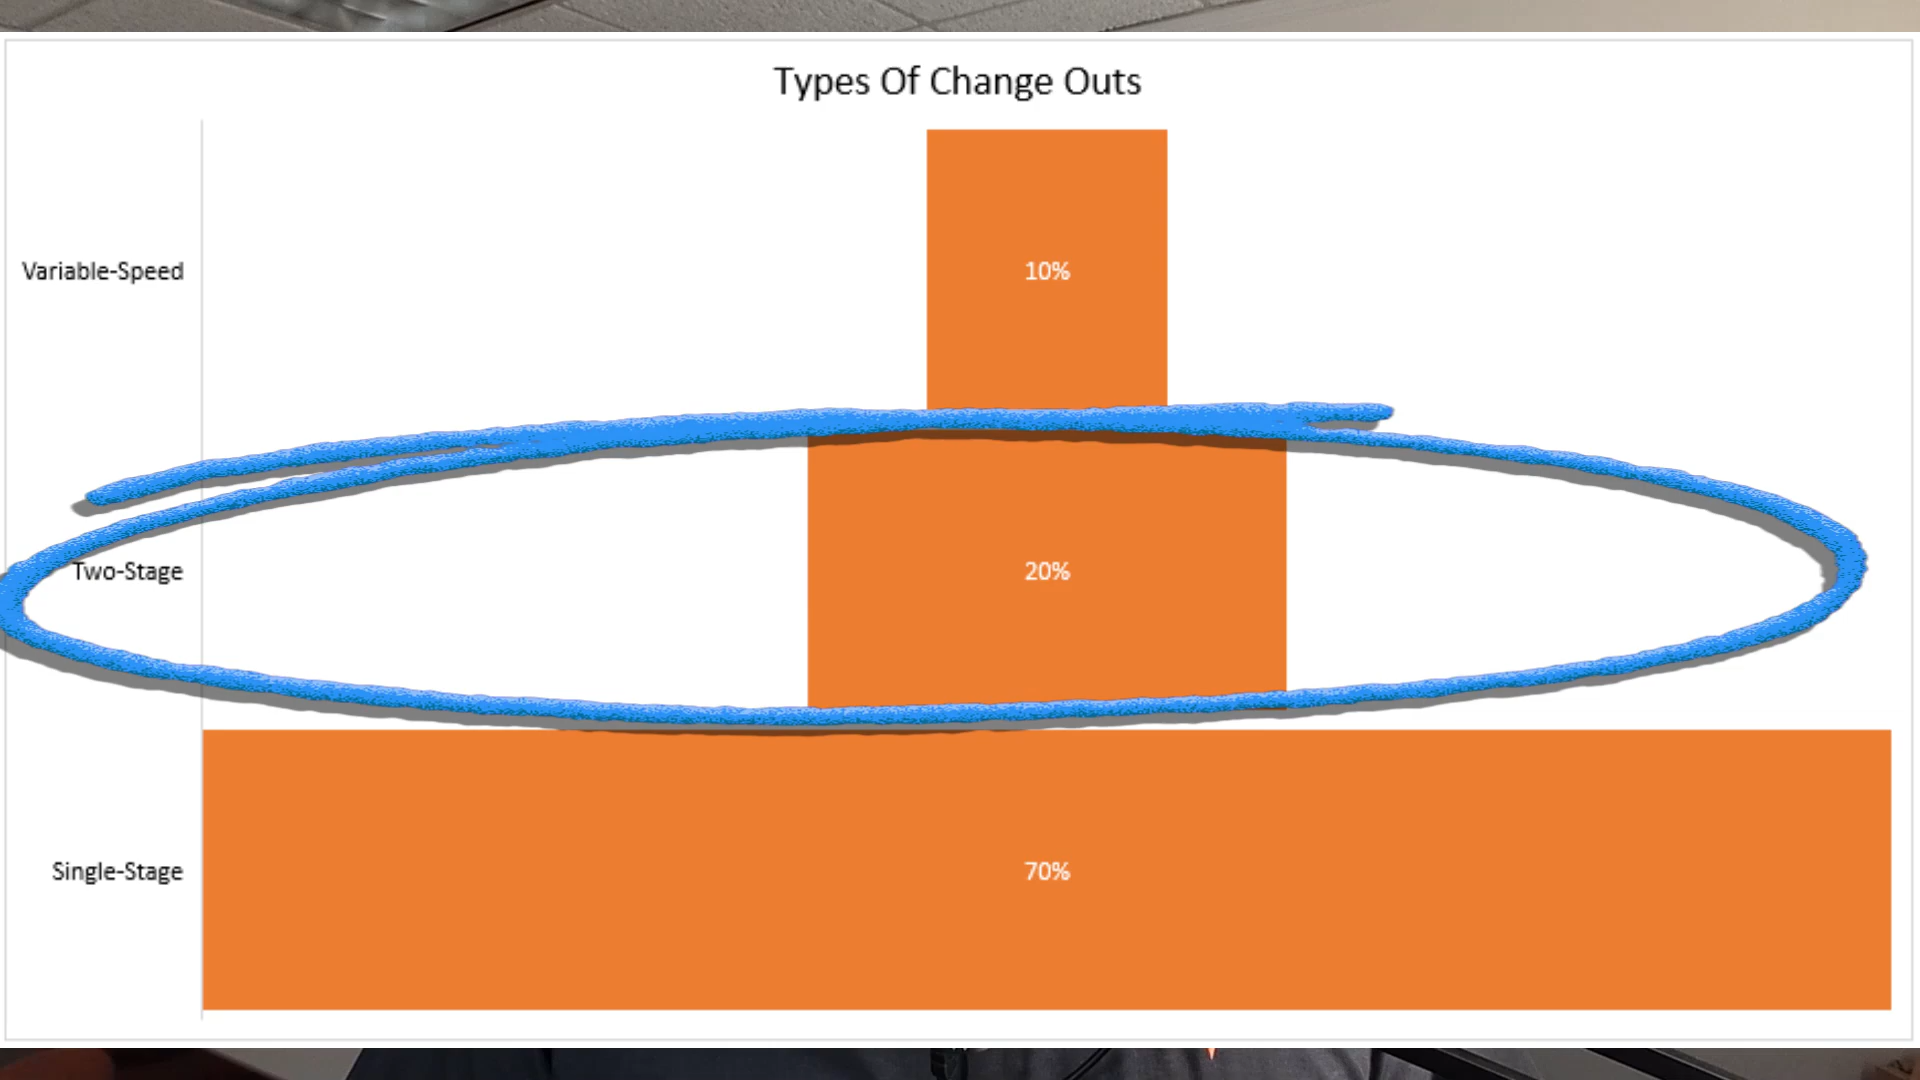 Types Of Change Outs
Variable-Speed
10%
Two-Stage
20%
Single-Stage
70%